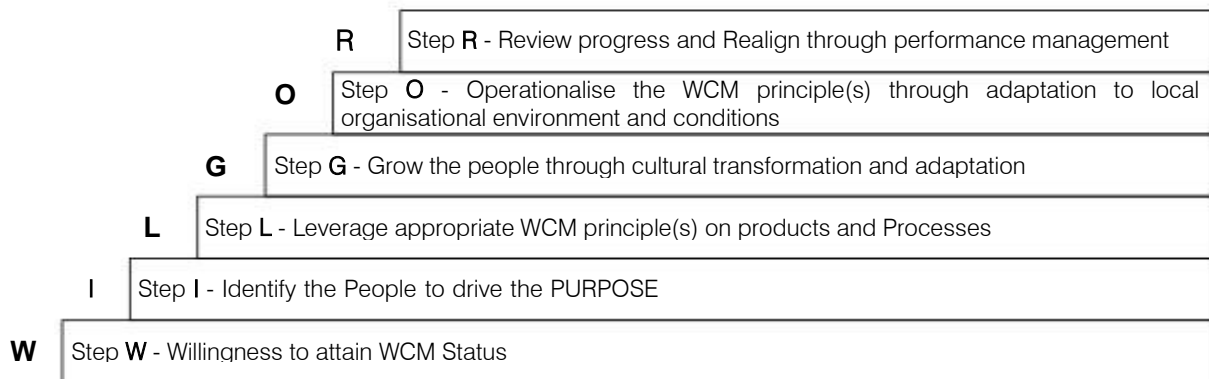 R Step R - Review progress and Realign through performance management
O Step O - Operationalise the WCM principle(s) through adaptation to local
organisational environment and conditions
G Step G - Grow the people through cultural transformation and adaptation
L Step L - Leverage appropriate WCM principle(s) on products and Processes
I Step I - Identify the People to drive the PURPOSE
W Step W - Willingness to attain WCM Status